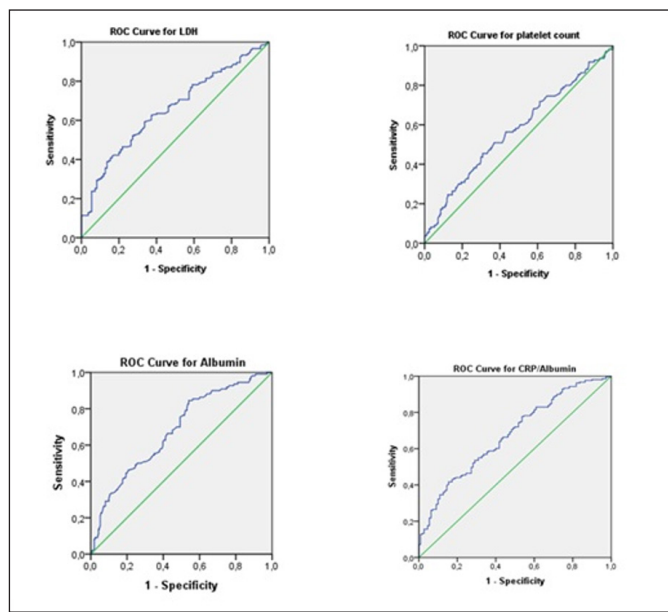 ROC Curve for LDH
1,0
0,8
0,6
0,4
0,2
0,0
Sensitivity
0,0 0,2 0,4 0,6 0,8 1,0
1 - Specificity
ROC Curve for platelet count
1,0
0,8
0,6
0,4
0,2
0,0
Sensitivity
0,0 0,2 0,4 0,6 0,8 1,0
1 - Specificity
ROC Curve for Albumin
1,0
0,8
0,6
0,4
0,2
0,0
Sensitivity
0,0 0,2 0,4 0,6 0,8 1,0
1 - Specificity
ROC Curve for CRP/Albumin
1,0
0,8
0,6
0,4
0,2
0,0
Sensitivity
0,0 0,2 0,4 0,6 0,8 1,0
1 - Specificity